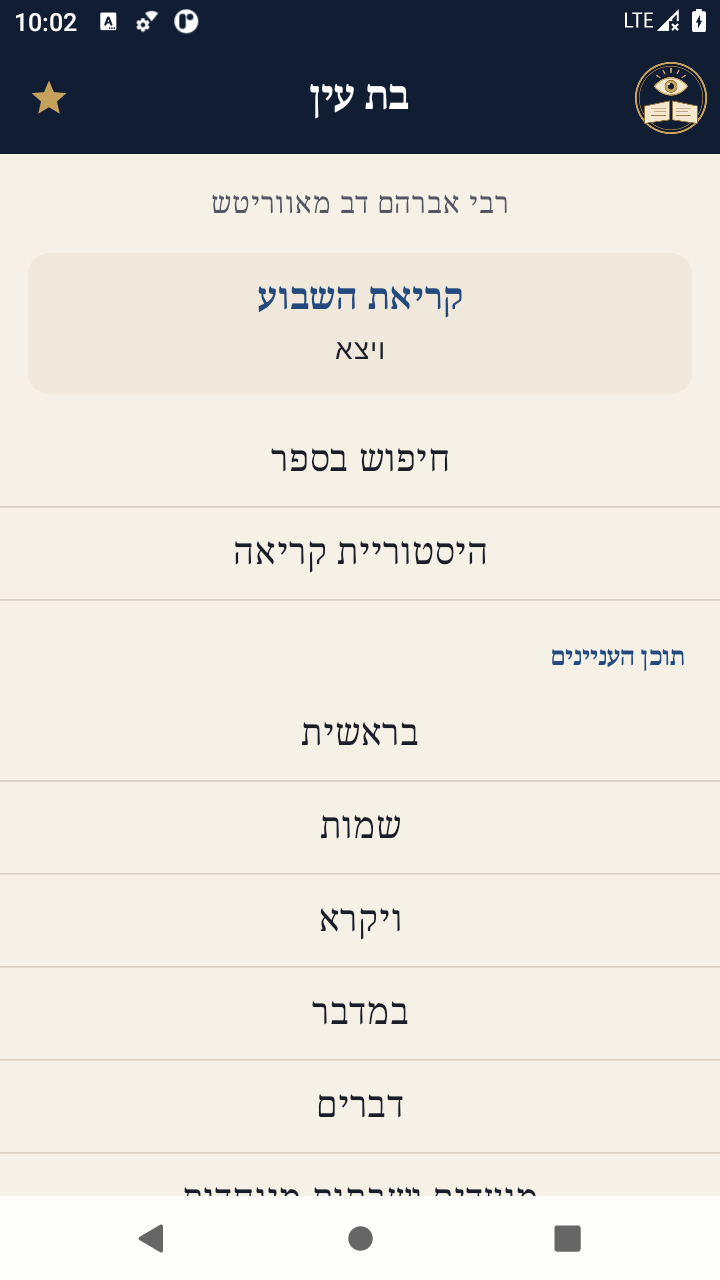 10:02
LTE
בת עין
רבי אברהם דב מאווריטש
קריאת השבוע
ויצא
חיפוש בספר
היסטוריית קריאה
תוכן העניינים
בראשית
שמות
ויקרא
במדבר
דברים